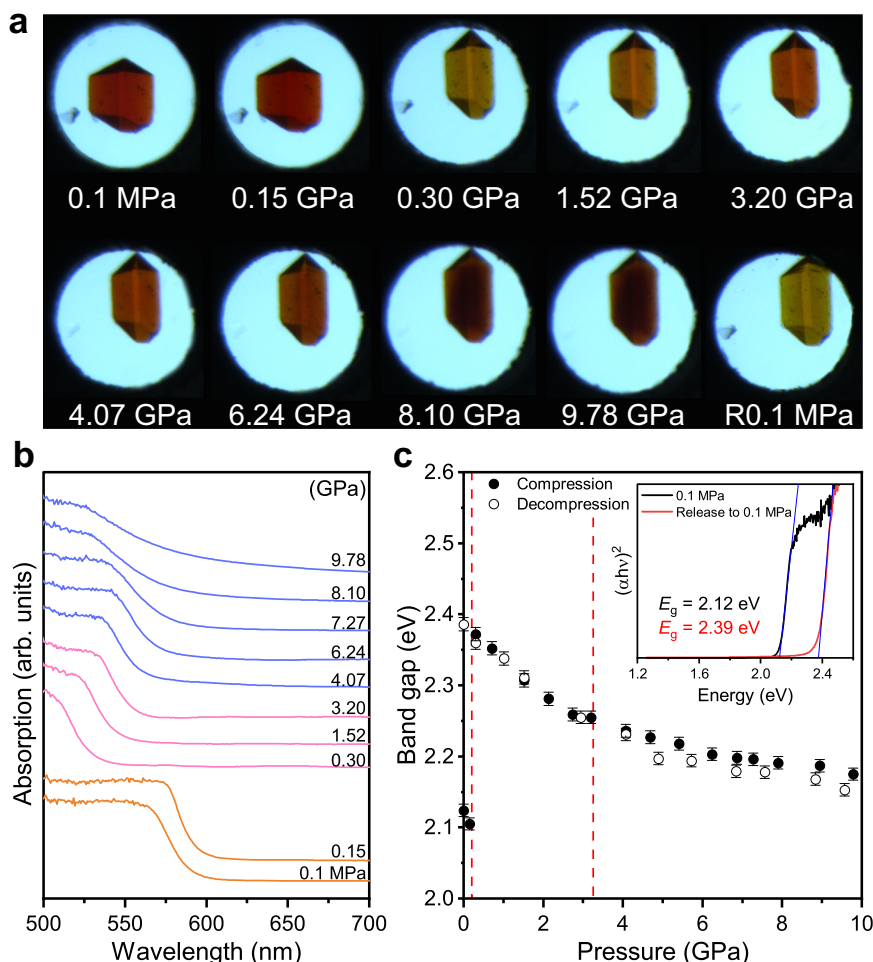 a
0.1 MPa 0.15 GPa 0.30 GPa 1.52 GPa 3.20 GPa
4.07 GPa 6.24 GPa 8.10 GPa 9.78 GPa R0.1 MPa
b
(GPa)
9.78
8.10
7.27
6.24
4.07
3.20
1.52
0.30
0.15
0.1 MPa
Absorption (arb. units)
500 550 600 650 700
Wavelength (nm)
c
Compression
Decompression
2.6
2.5
2.4
2.3
2.2
2.1
2.0
Band gap (eV)
0 2 4 6 8 10
Pressure (GPa)
0.1 MPa
Release to 0.1 MPa
(αhν)²
Eg = 2.12 eV
Eg = 2.39 eV
1.2 1.6 2.0 2.4
Energy (eV)